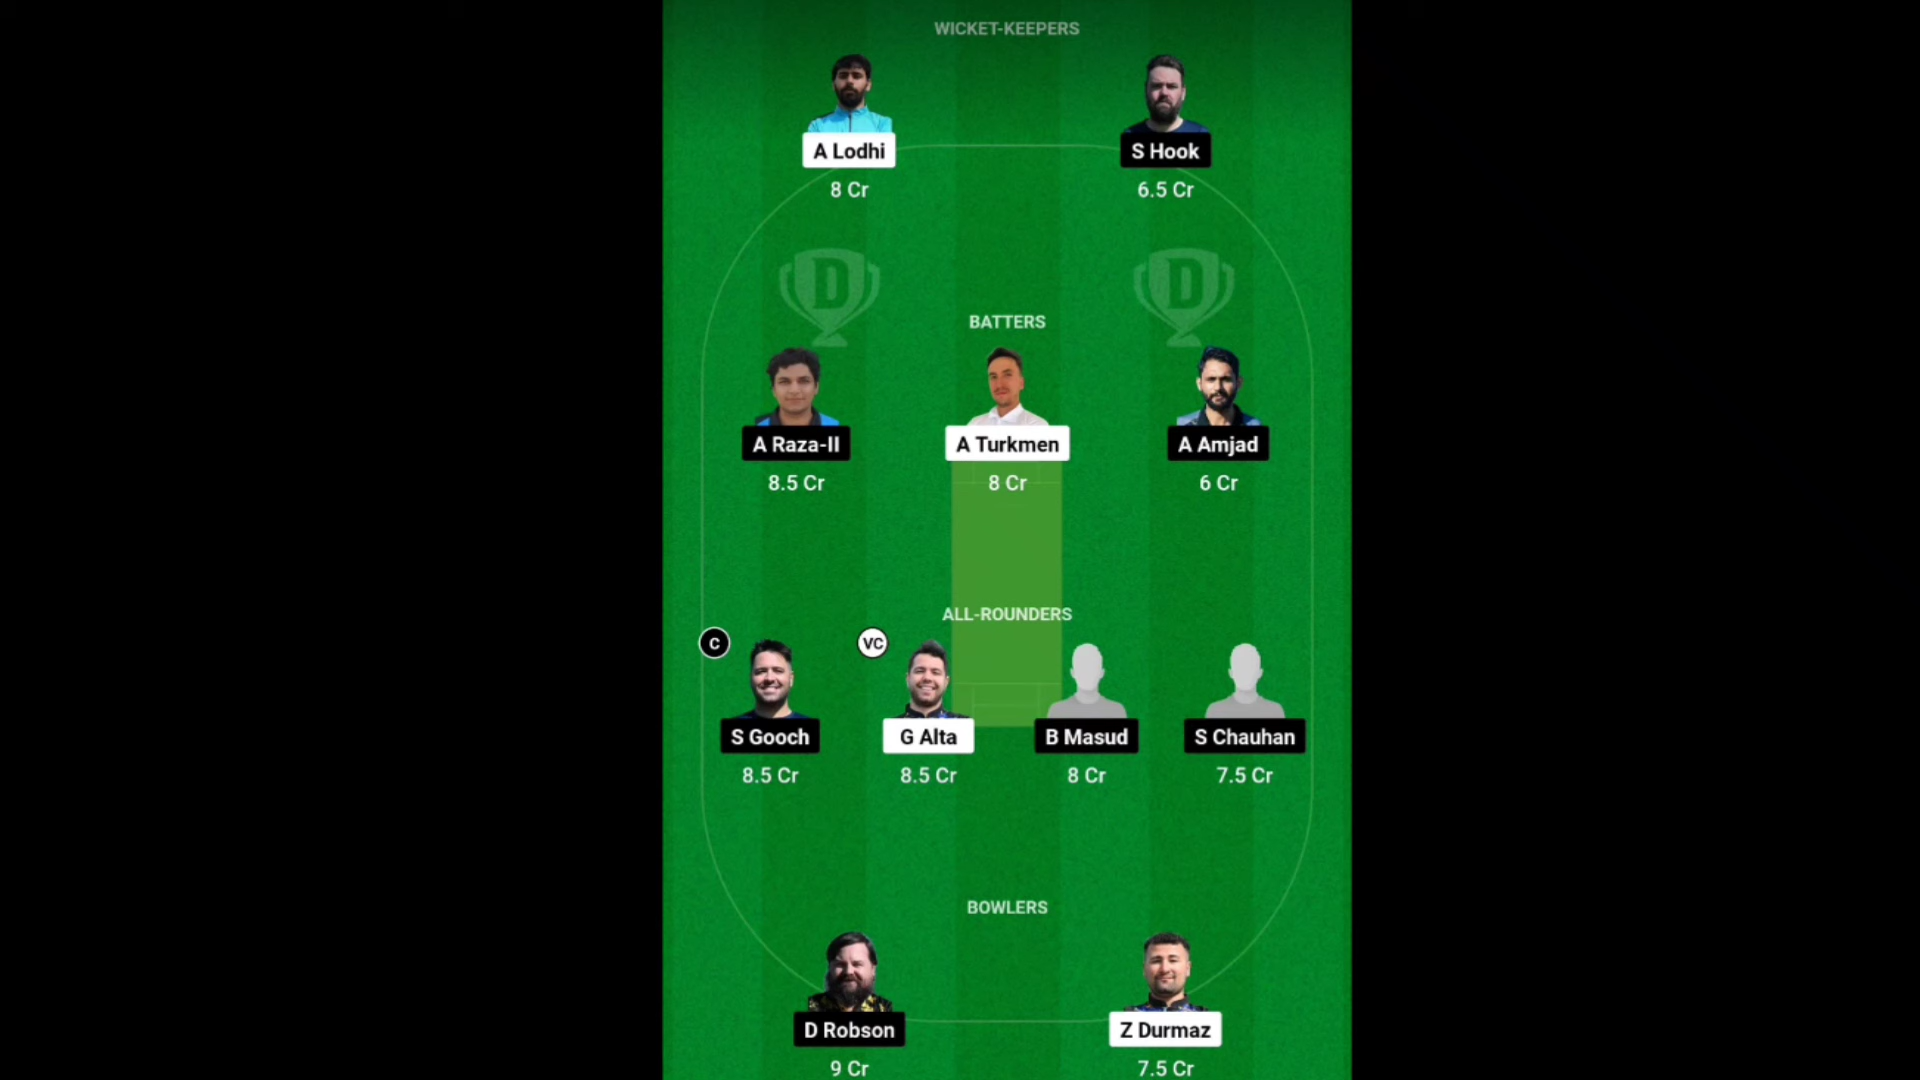 WICKET-KEEPERS
A Lodhi
S Hook
8 Cr
6.5 Cr
D
D
BATTERS
A Raza-II
A Turkmen
A Amjad
8.5 Cr
8 Cr
6 Cr
ALL-ROUNDERS
C
VC
S Gooch
G Alta
B Masud
S Chauhan
8.5 Cr
8.5 Cr
8 Cr
7.5 Cr
BOWLERS
D Robson
Z Durmaz
9 Cr
7.5 Cr